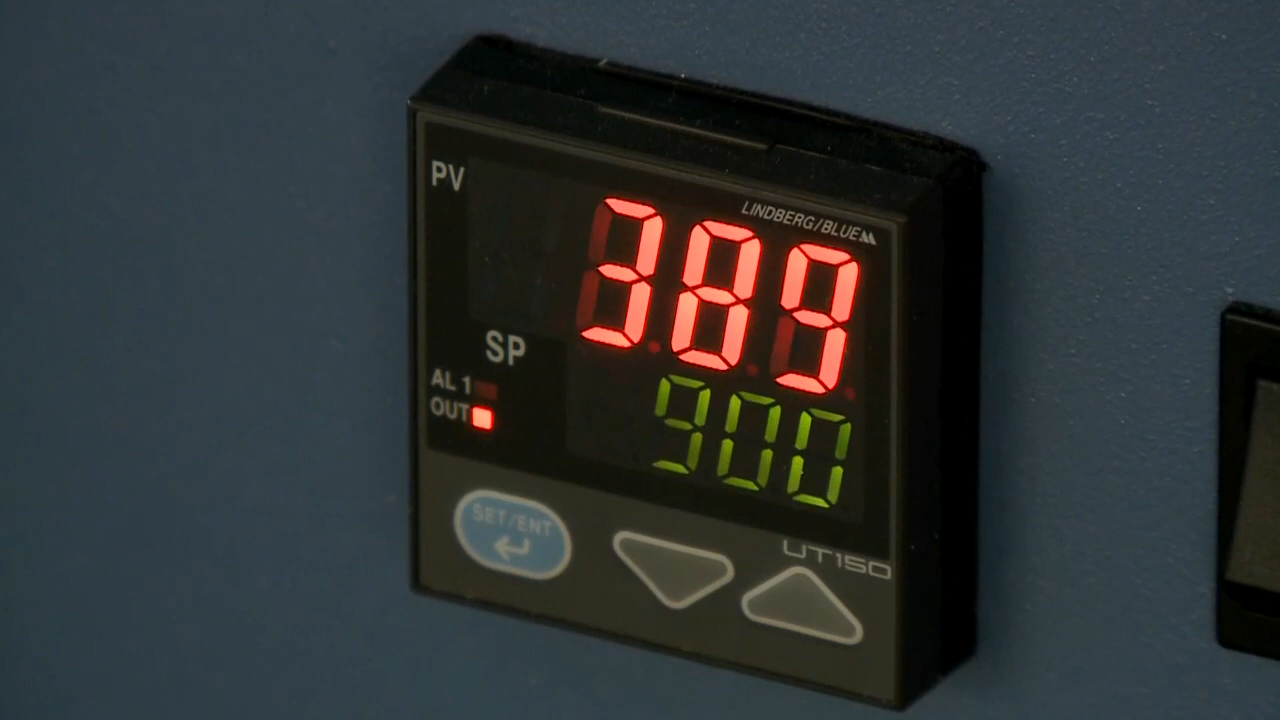 PV
LINDBERG/BLUE M
389
SP
AL 1
OUT
900
SET/ENT
UT150